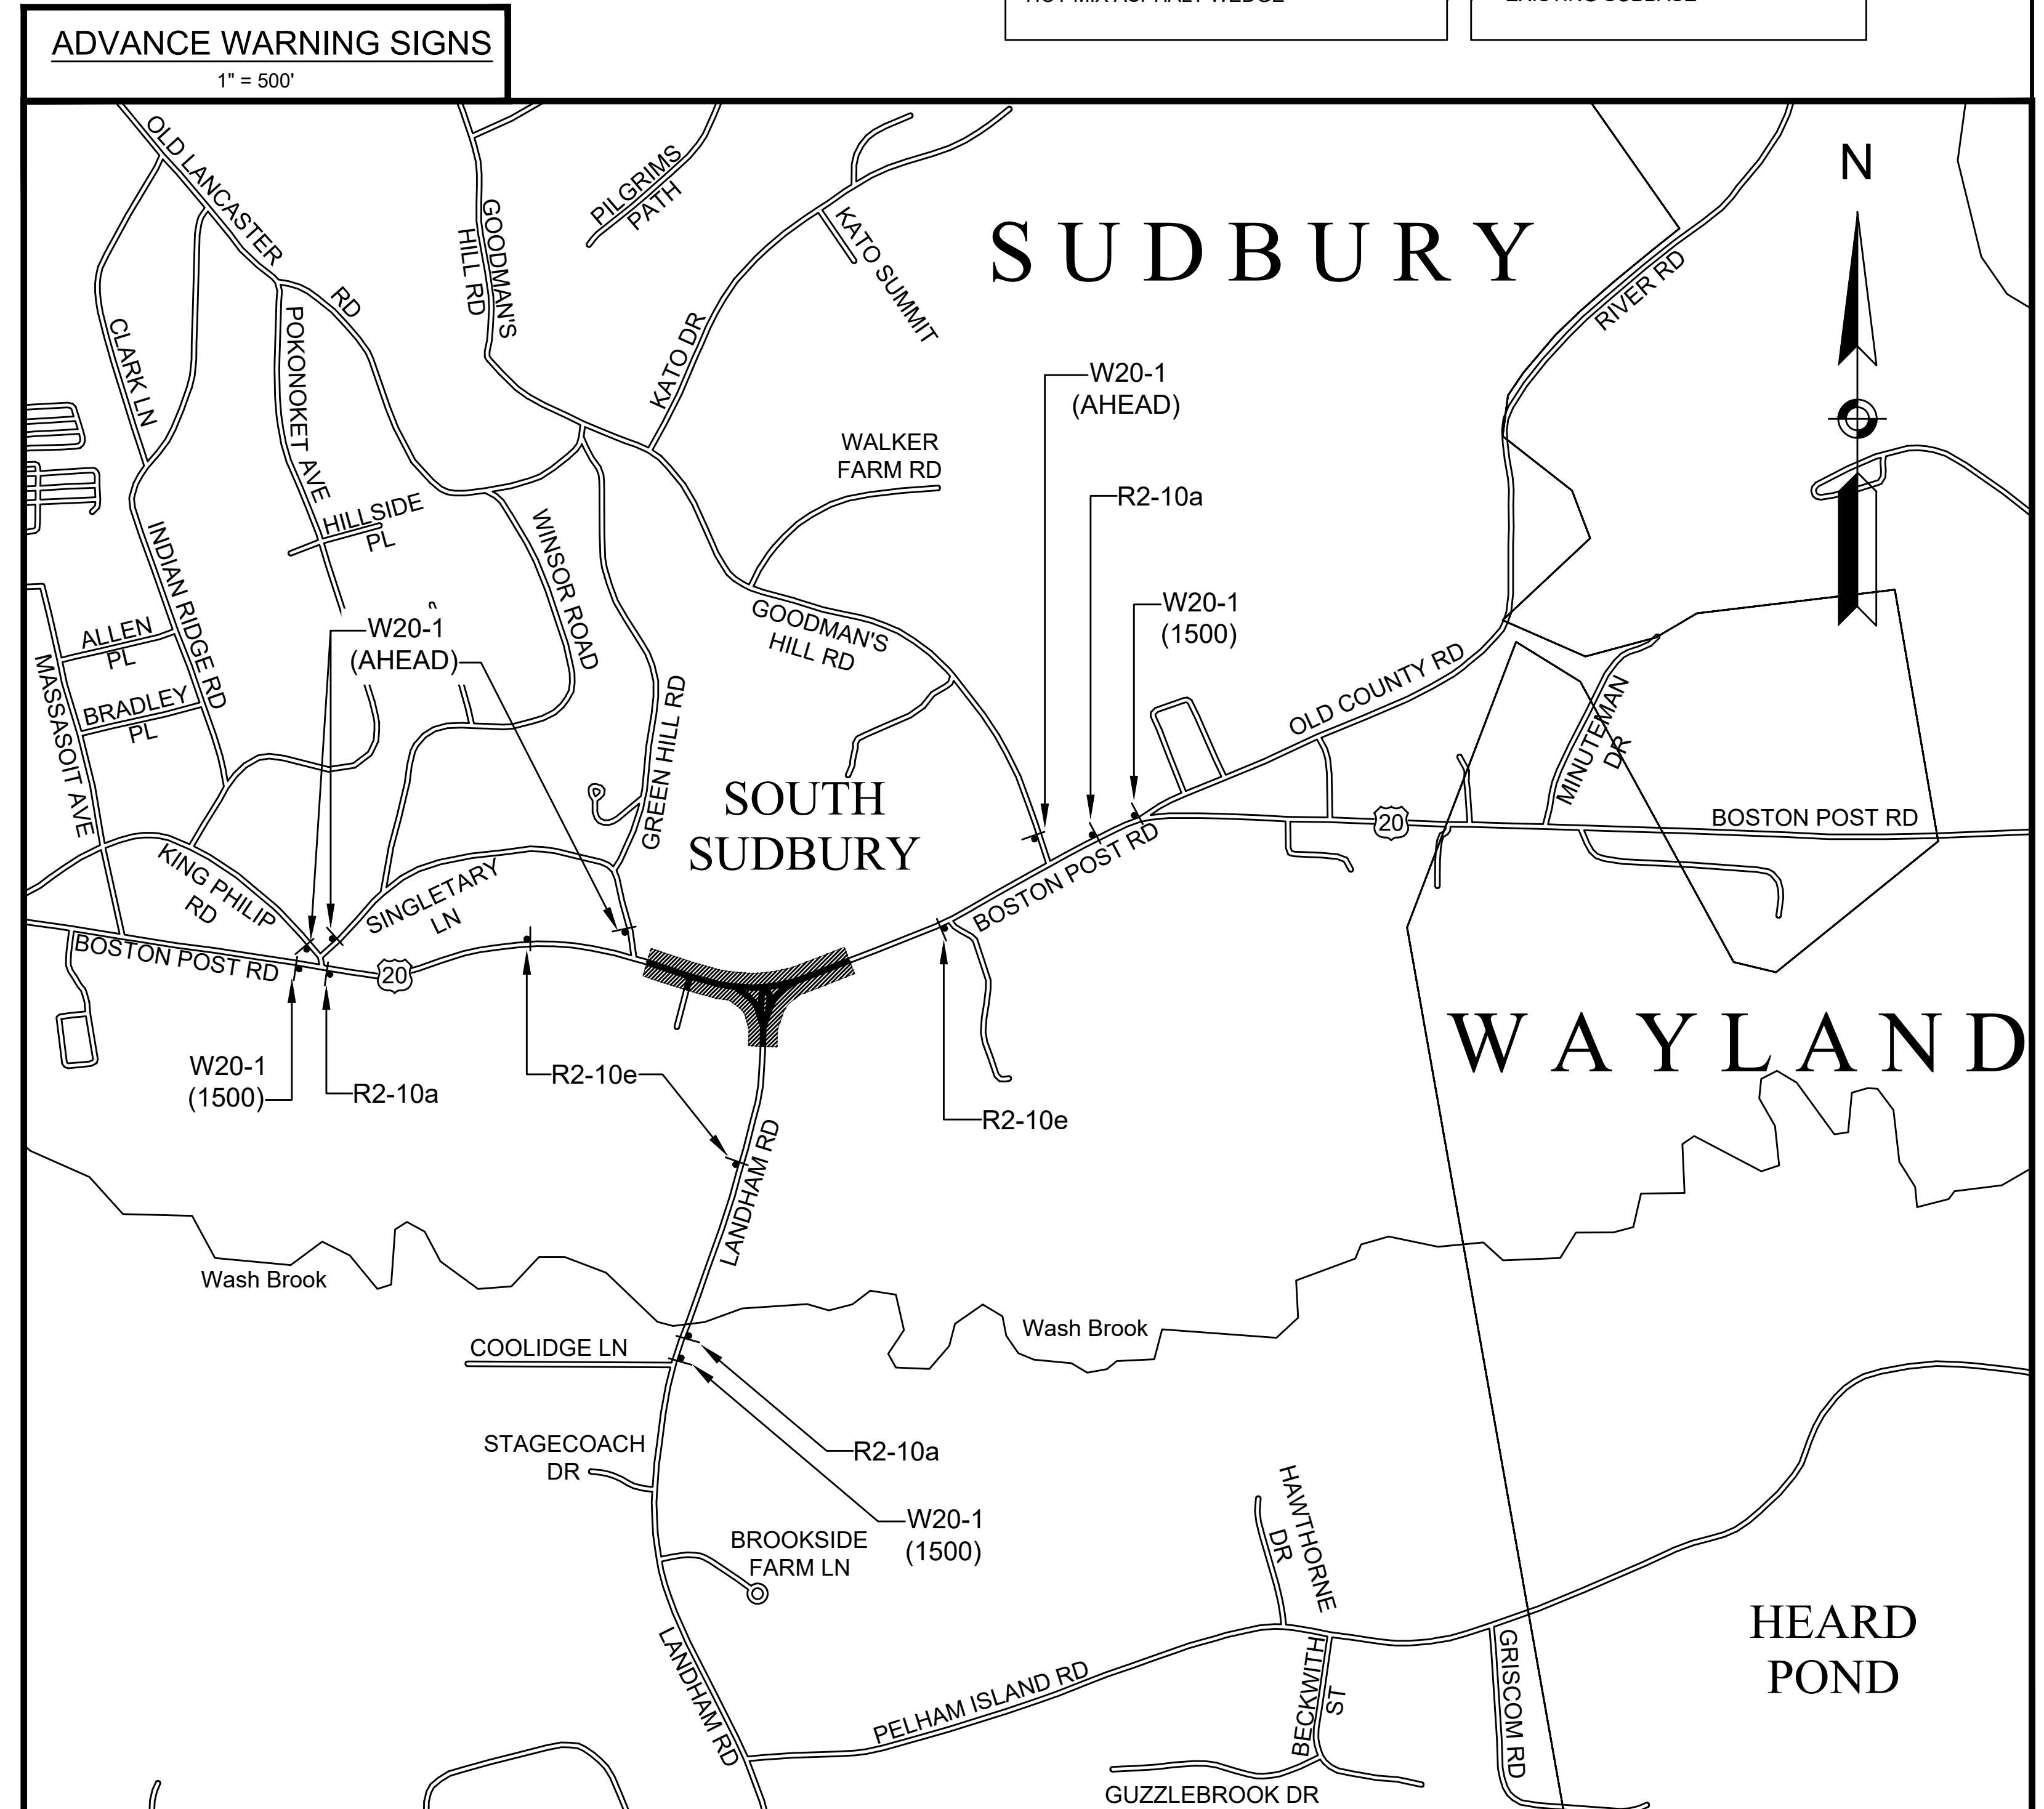 HOT MIX ASPHALT WEDGE
EXISTING SUBBASE
ADVANCE WARNING SIGNS
1" = 500'
OLD LANCASTER
RD
GOODMAN'S
HILL RD
PILGRIMS
PATH
KATO SUMMIT
KATO DR
SUDBURY
RIVER RD
N
CLARK LN
POKONOKET AVE
HILLSIDE
PL
W20-1
(AHEAD)
WALKER
FARM RD
R2-10a
W20-1
(1500)
INDIAN RIDGE RD
WINSOR ROAD
ALLEN
PL
BRADLEY
PL
MASSASOIT AVE
W20-1
(AHEAD)
GREEN HILL RD
GOODMAN'S
HILL RD
OLD COUNTY RD
MINUTEMAN
DR
SOUTH
SUDBURY
BOSTON POST RD
20
BOSTON POST RD
KING PHILIP
RD
SINGLETARY
LN
BOSTON POST RD
20
W20-1
(1500)
R2-10a
R2-10e
R2-10e
WAYLAND
LANDHAM RD
Wash Brook
Wash Brook
COOLIDGE LN
STAGECOACH
DR
R2-10a
W20-1
(1500)
BROOKSIDE
FARM LN
HAWTHORNE
DR
HEARD
POND
LANDHAM RD
PELHAM ISLAND RD
BECKWITH
ST
GRISCOM RD
GUZZLEBROOK DR